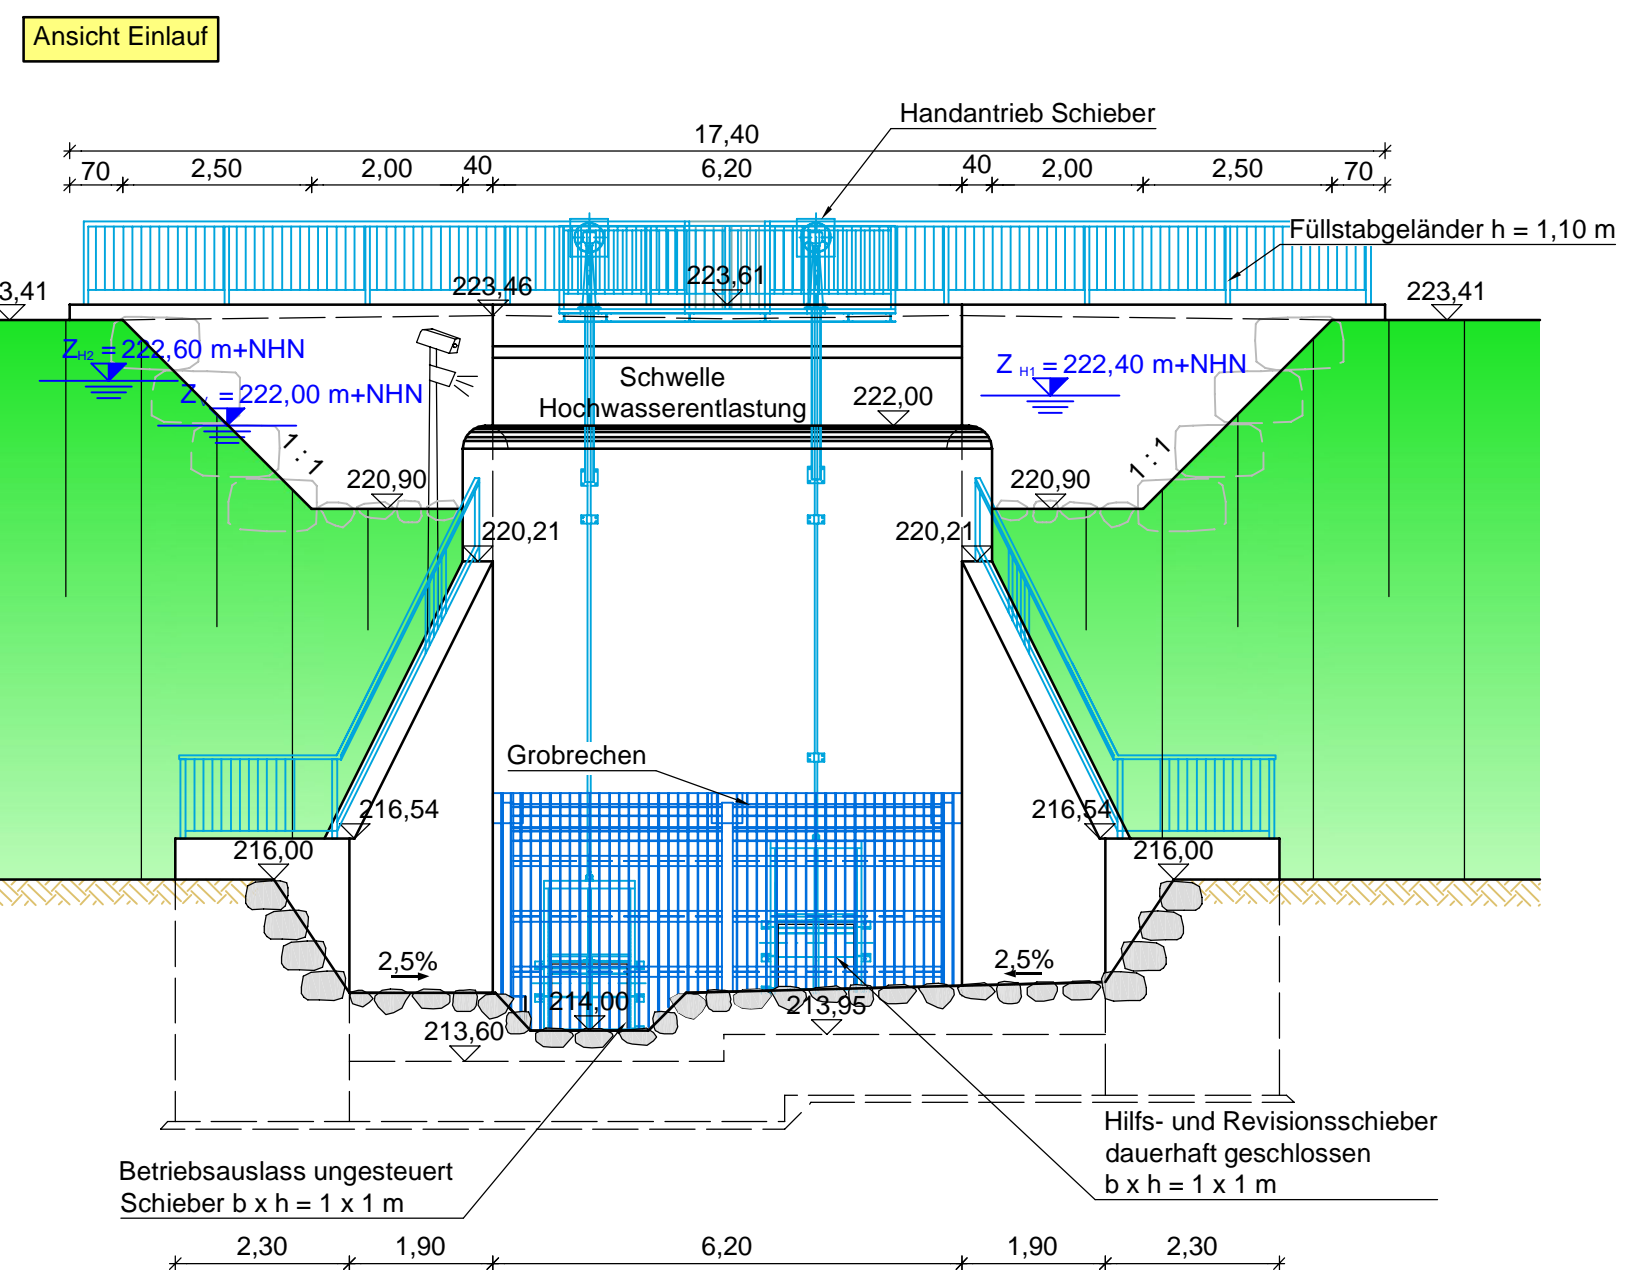 Ansicht Einlauf
Handantrieb Schieber
17,40
70 2,50 2,00 40 6,20 40 2,00 2,50 70
Füllstabgeländer h = 1,10 m
3,41 223,46 223,61 223,41
Z H2 = 222,60 m+NHN
Z H1 = 222,40 m+NHN
Z V = 222,00 m+NHN
Schwelle
Hochwasserentlastung
222,00
1 : 1 1 : 1
220,90 220,90
220,21 220,21
Grobrechen
216,54 216,54
216,00 216,00
2,5% 2,5%
214,00 213,95
213,60
Hilfs- und Revisionsschieber
dauerhaft geschlossen
b x h = 1 x 1 m
Betriebsauslass ungesteuert
Schieber b x h = 1 x 1 m
2,30 1,90 6,20 1,90 2,30